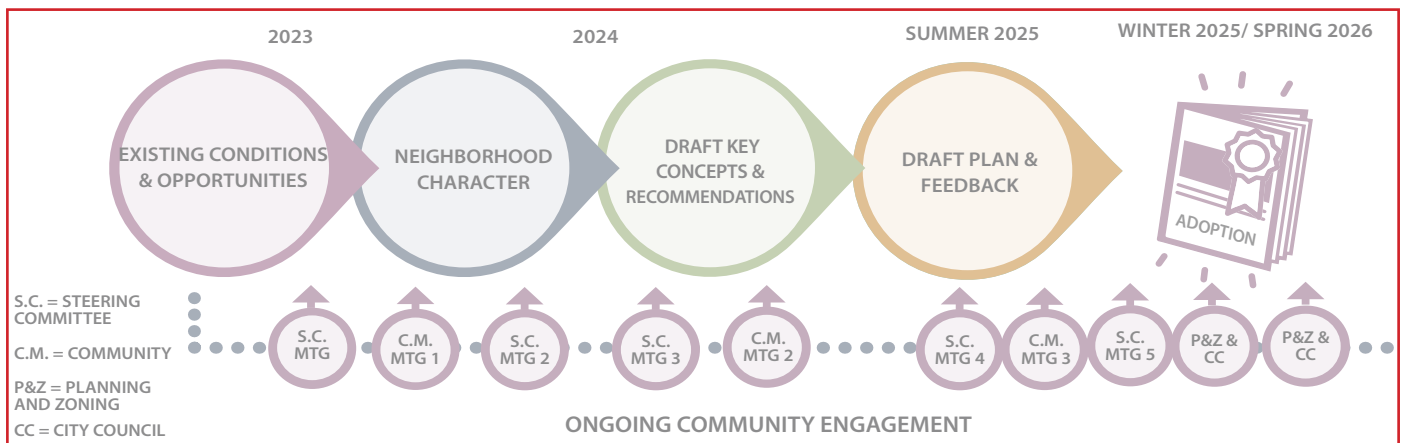 2023
2024
SUMMER 2025
WINTER 2025/ SPRING 2026
EXISTING CONDITIONS
& OPPORTUNITIES
NEIGHBORHOOD
CHARACTER
DRAFT KEY
CONCEPTS &
RECOMMENDATIONS
DRAFT PLAN &
FEEDBACK
ADOPTION
S.C. = STEERING
COMMITTEE
C.M. = COMMUNITY
P&Z = PLANNING
AND ZONING
CC = CITY COUNCIL
S.C.
MTG
C.M.
MTG 1
S.C.
MTG 2
S.C.
MTG 3
C.M.
MTG 2
S.C.
MTG 4
C.M.
MTG 3
S.C.
MTG 5
P&Z &
CC
P&Z &
CC
ONGOING COMMUNITY ENGAGEMENT